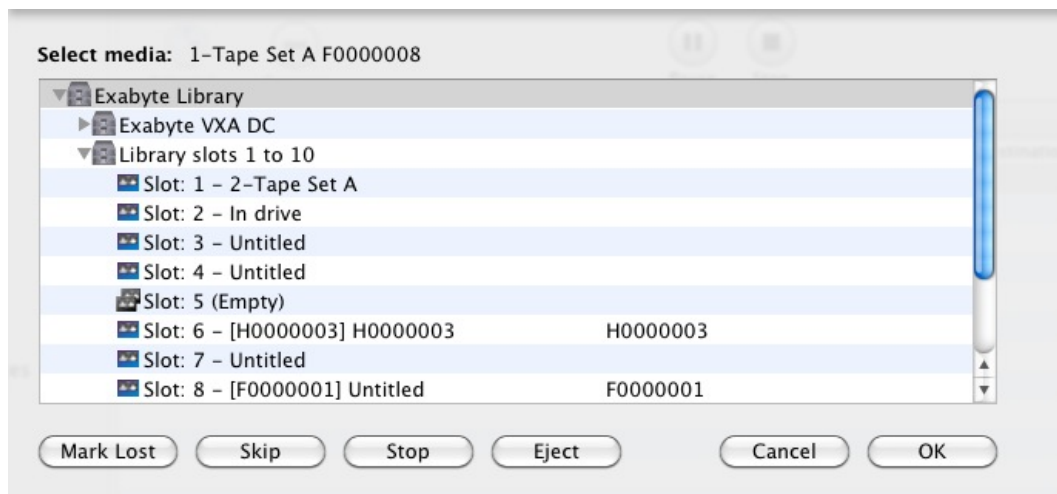 Select media: 1-Tape Set A F0000008
Exabyte Library
Exabyte VXA DC
Library slots 1 to 10
Slot: 1 – 2-Tape Set A
Slot: 2 – In drive
Slot: 3 – Untitled
Slot: 4 – Untitled
Slot: 5 (Empty)
Slot: 6 – [H0000003] H0000003 H0000003
Slot: 7 – Untitled
Slot: 8 – [F0000001] Untitled F0000001
Mark Lost Skip Stop Eject Cancel OK